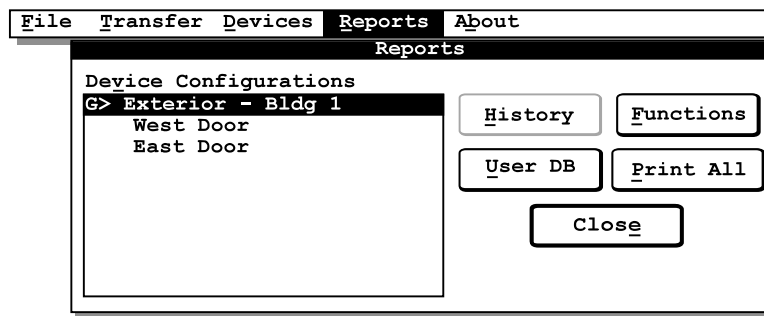 File Transfer Devices Reports About
Reports
Device Configurations
G> Exterior - Bldg 1
West Door
East Door
History Functions
User DB Print All
Close